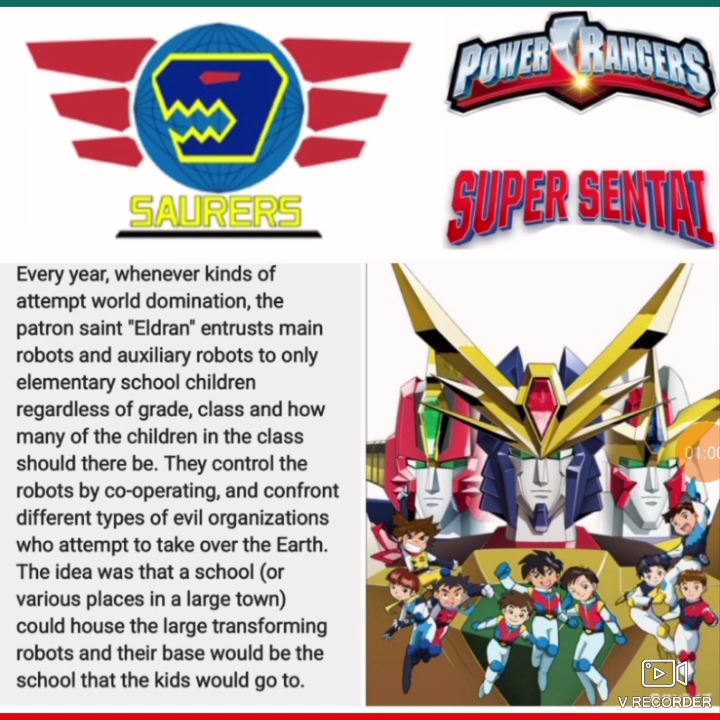 SAURERS
POWER RANGERS
SUPER SENTAI
Every year, whenever kinds of
attempt world domination, the
patron saint "Eldran" entrusts main
robots and auxiliary robots to only
elementary school children
regardless of grade, class and how
many of the children in the class
should there be. They control the
robots by co-operating, and confront
different types of evil organizations
who attempt to take over the Earth.
The idea was that a school (or
various places in a large town)
could house the large transforming
robots and their base would be the
school that the kids would go to.
V RECORDER